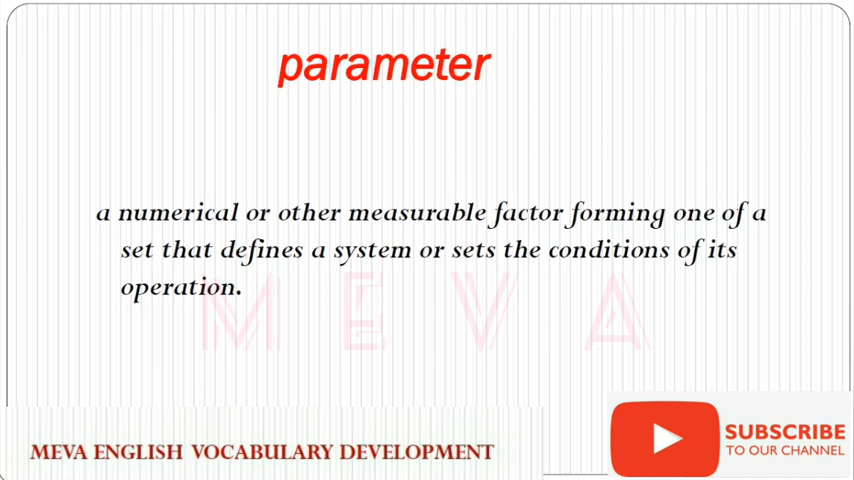 parameter
a numerical or other measurable factor forming one of a
set that defines a system or sets the conditions of its
operation.
MEVA
MEVA ENGLISH VOCABULARY DEVELOPMENT
SUBSCRIBE
TO OUR CHANNEL